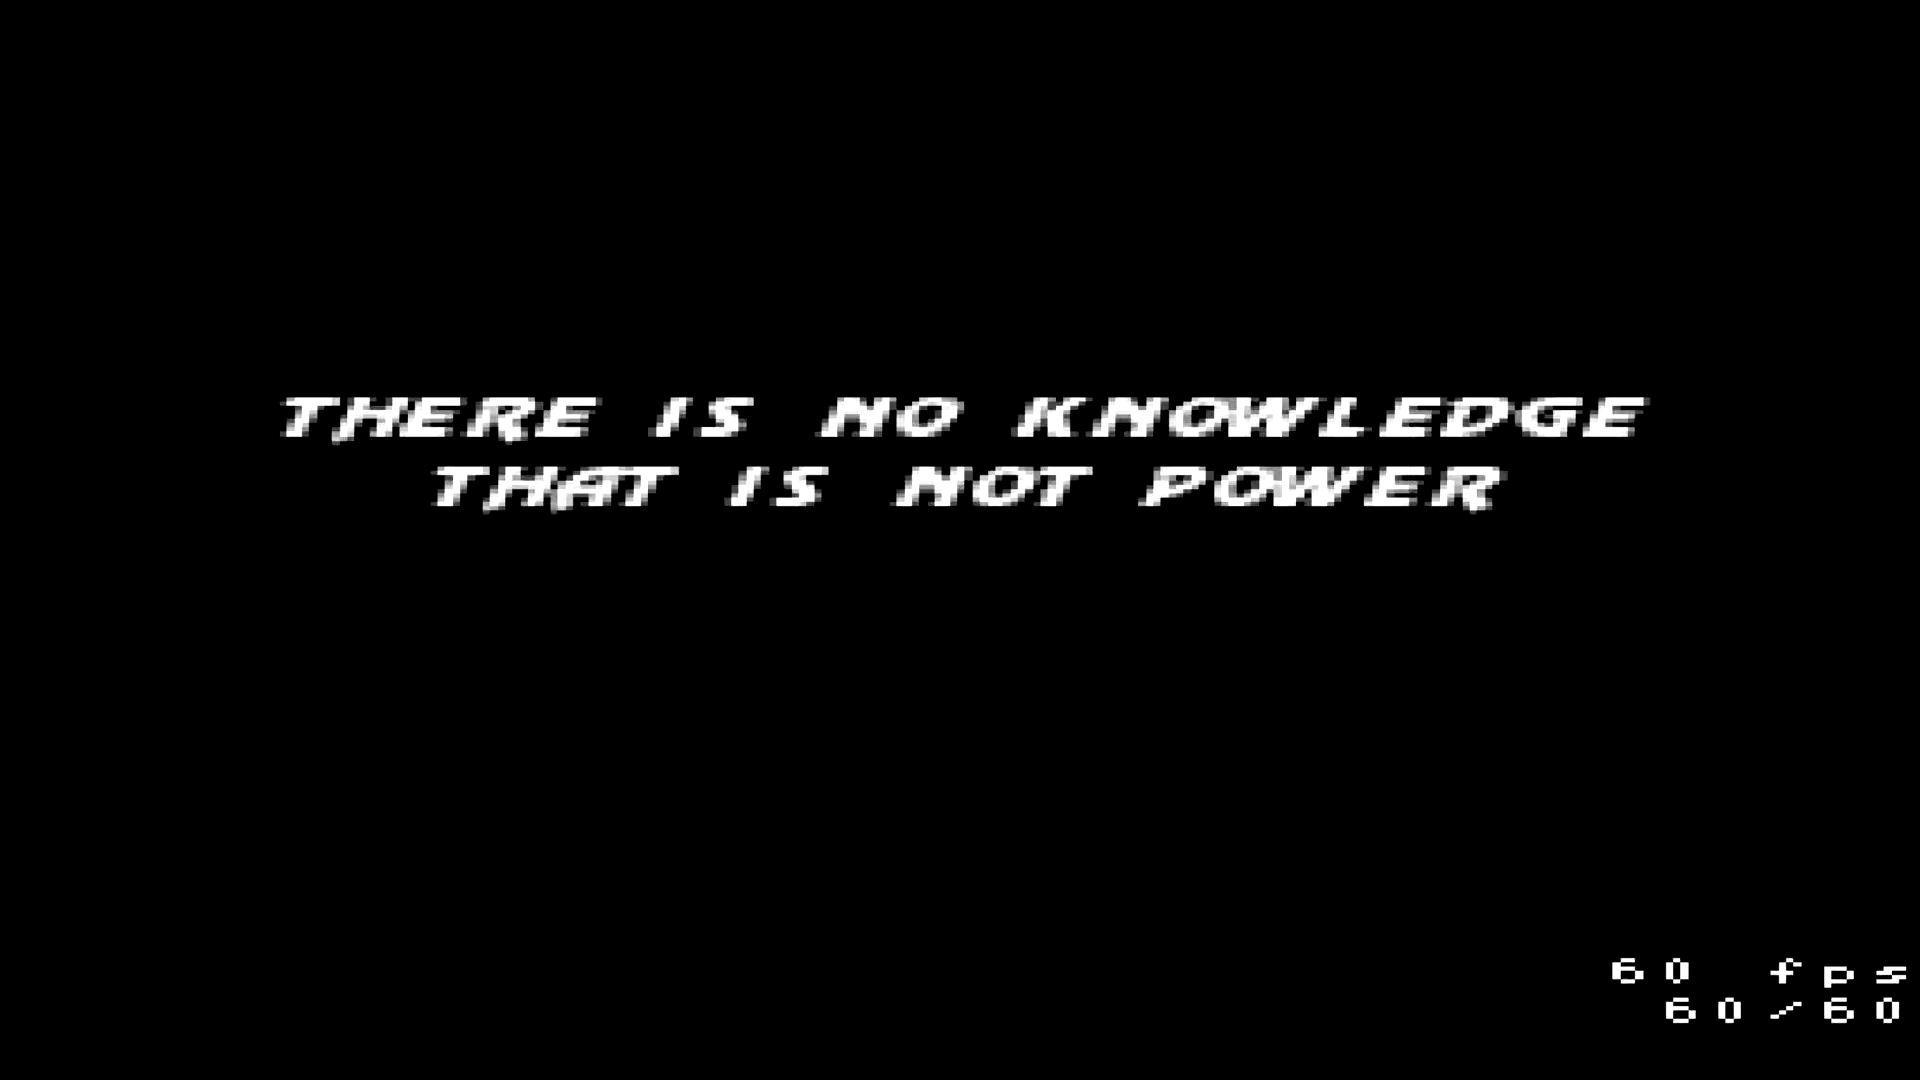 THERE IS NO KNOWLEDGE
THAT IS NOT POWER
60 fps
60/60